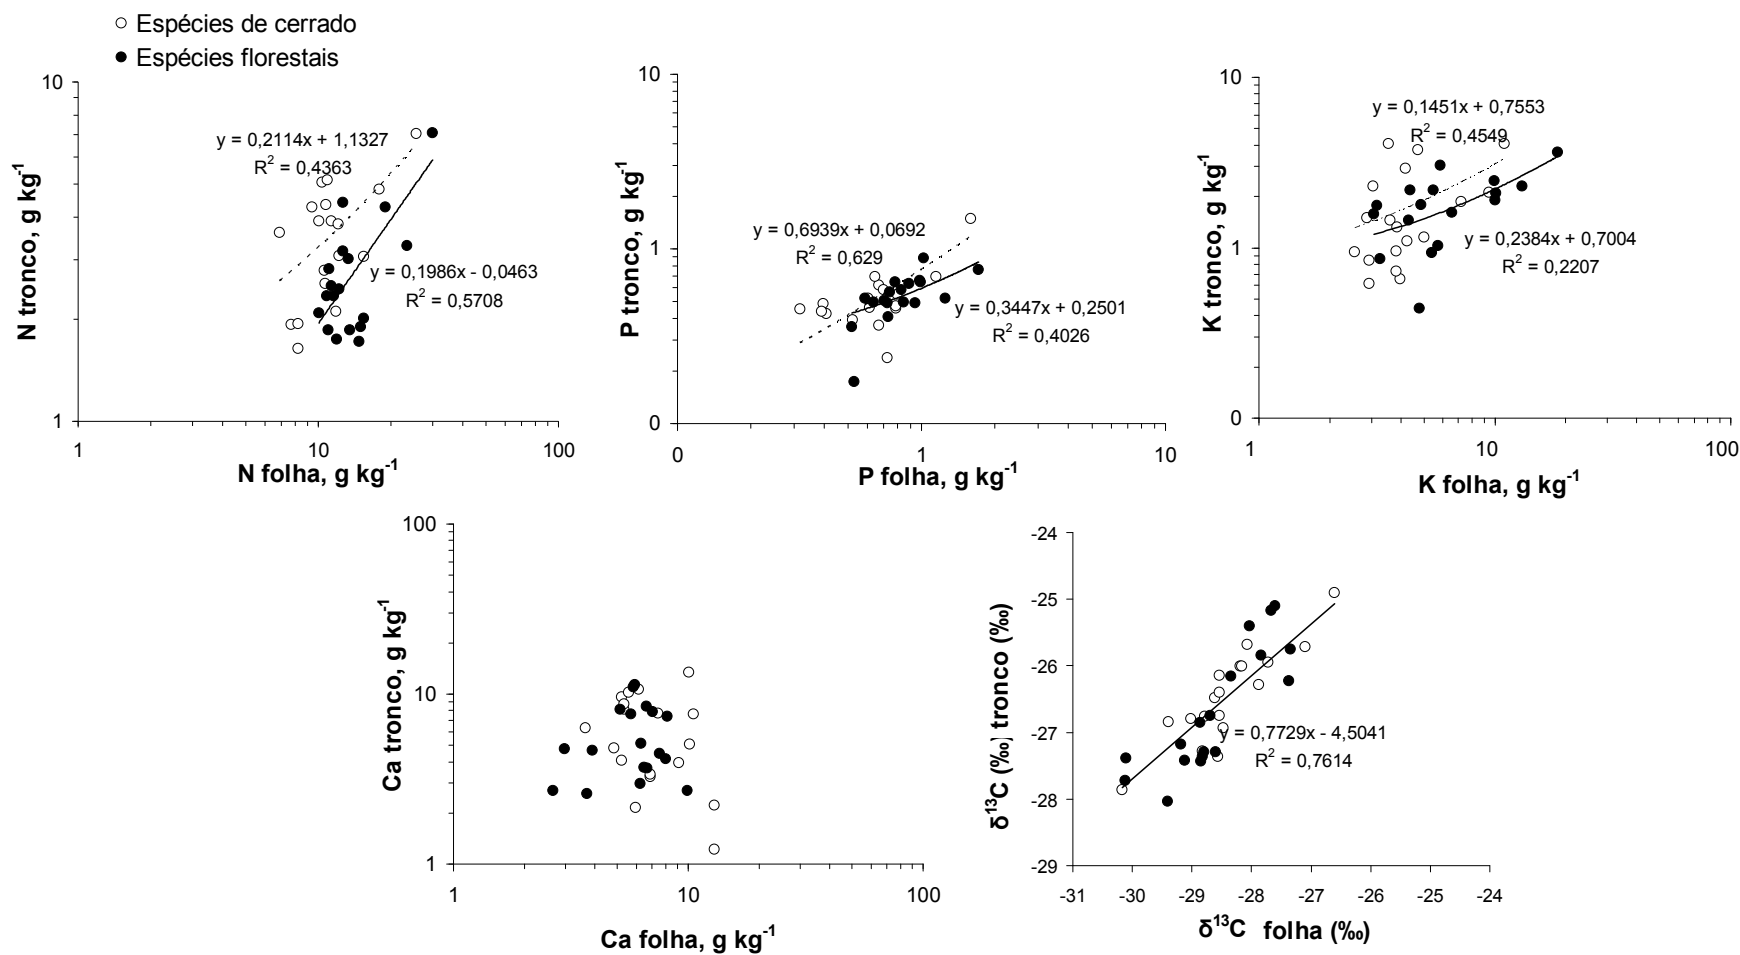 Espécies de cerrado
Espécies florestais
10
1
1
10
100
N tronco, g kg-1
N folha, g kg-1
y = 0,2114x + 1,1327
R2 = 0,4363
y = 0,1986x - 0,0463
R2 = 0,5708
10
1
0
0
1
10
P tronco, g kg-1
P folha, g kg-1
y = 0,6939x + 0,0692
R2 = 0,629
y = 0,3447x + 0,2501
R2 = 0,4026
10
1
0
1
10
100
K tronco, g kg-1
K folha, g kg-1
y = 0,1451x + 0,7553
R2 = 0,4549
y = 0,2384x + 0,7004
R2 = 0,2207
100
10
1
1
10
100
Ca tronco, g kg-1
Ca folha, g kg-1
-24
-25
-26
-27
-28
-29
-31
-30
-29
-28
-27
-26
-25
-24
δ13C (‰) tronco (‰)
δ13C folha (‰)
y = 0,7729x - 4,5041
R2 = 0,7614